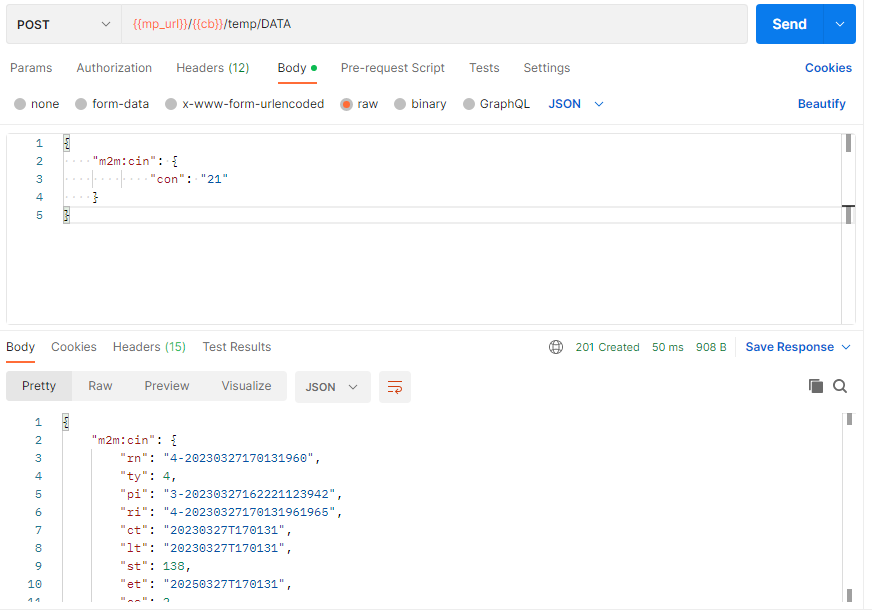 POST {{mp_url}}/{{cb}}/temp/DATA Send
Params Authorization Headers (12) Body Pre-request Script Tests Settings Cookies
none form-data x-www-form-urlencoded raw binary GraphQL JSON Beautify
1 {
2 "m2m:cin": {
3 "con": "21"
4 }
5 }
Body Cookies Headers (15) Test Results 201 Created 50 ms 908 B Save Response
Pretty Raw Preview Visualize JSON
1 {
2 "m2m:cin": {
3 "rn": "4-20230327170131960",
4 "ty": 4,
5 "pi": "3-20230327162221123942",
6 "ri": "4-20230327170131961965",
7 "ct": "20230327T170131",
8 "lt": "20230327T170131",
9 "st": 138,
10 "et": "20250327T170131",
11